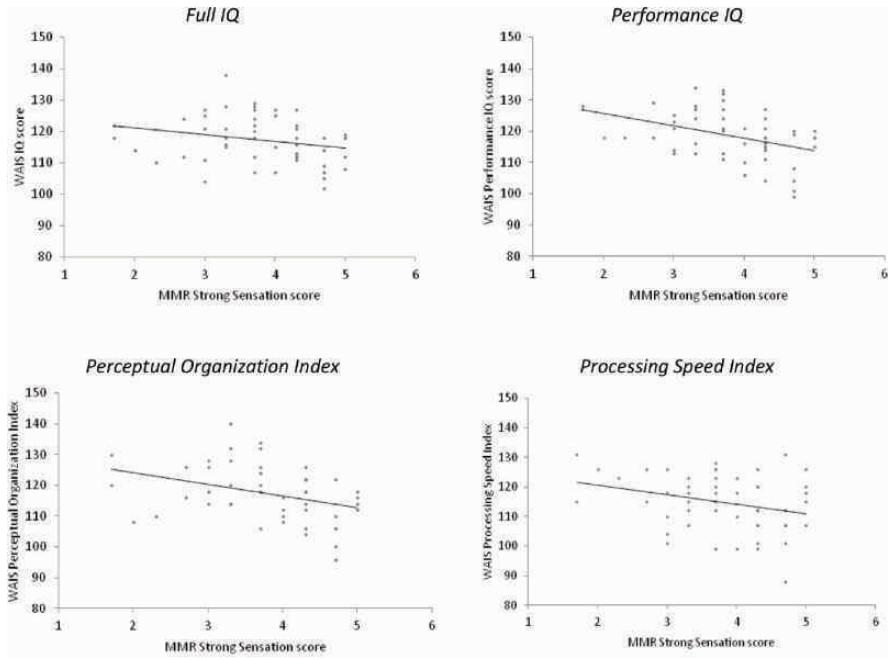 Full IQ
150
140
130
120
110
100
90
80
WAIS IQ score
1 2 3 4 5 6
MMR Strong Sensation score
Performance IQ
150
140
130
120
110
100
90
80
WAIS Performance IQ score
1 2 3 4 5 6
MMR Strong Sensation score
Perceptual Organization Index
150
140
130
120
110
100
90
80
WAIS Perceptual Organization Index
1 2 3 4 5 6
MMR Strong Sensation score
Processing Speed Index
150
140
130
120
110
100
90
80
WAIS Processing Speed Index
1 2 3 4 5 6
MMR Strong Sensation score